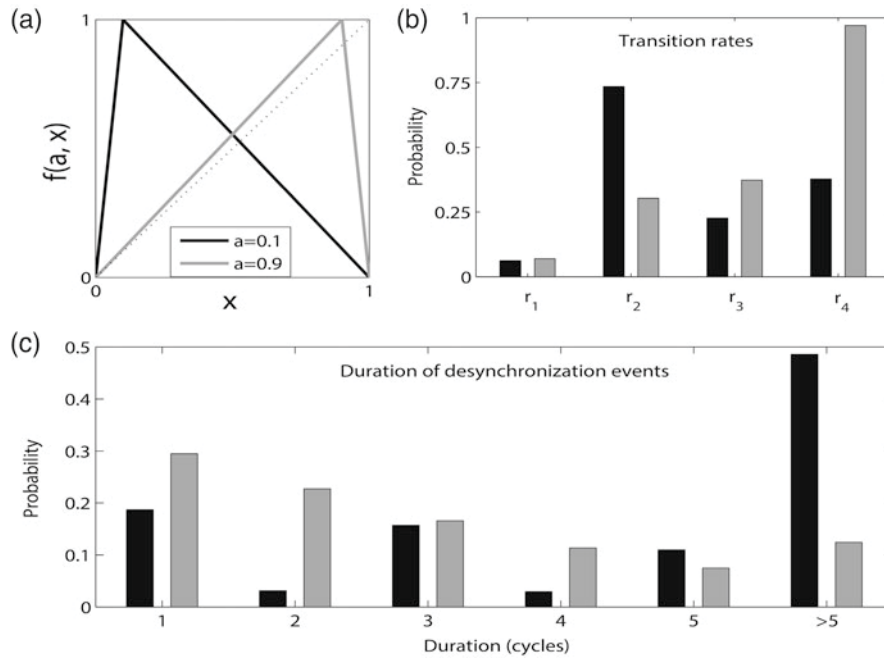 (a)
1
f(a, x)
0
a=0.1
a=0.9
0
x
1
(b)
Transition rates
1
0.75
Probability
0.5
0.25
0
r1
r2
r3
r4
(c)
Duration of desynchronization events
0.5
0.4
0.3
Probability
0.2
0.1
0
1
2
3
4
5
>5
Duration (cycles)